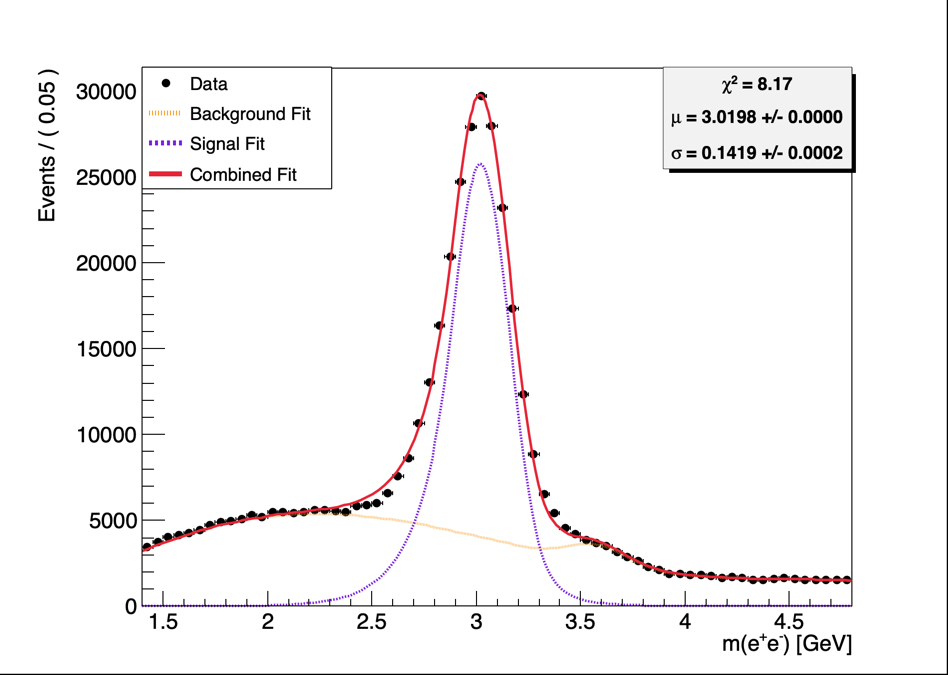 Events / ( 0.05 )
30000
25000
20000
15000
10000
5000
0
Data
Background Fit
Signal Fit
Combined Fit
χ² = 8.17
μ = 3.0198 +/- 0.0000
σ = 0.1419 +/- 0.0002
1.5 2 2.5 3 3.5 4 4.5
m(e⁺e⁻) [GeV]